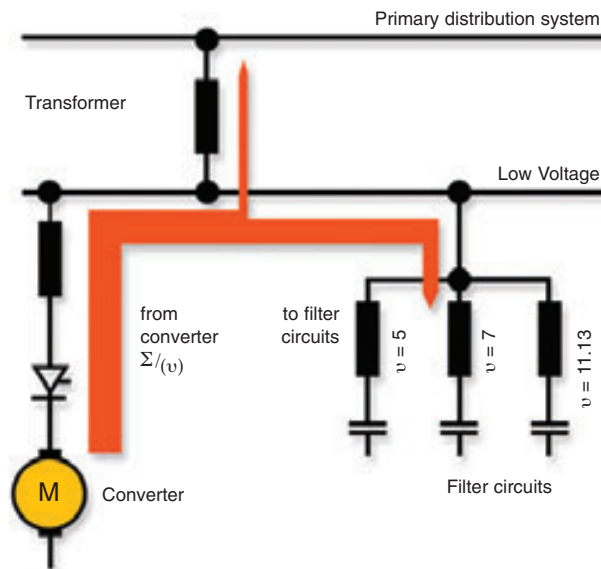 Primary distribution system
Transformer
Low Voltage
from
converter
Σ/(υ)
to filter
circuits
υ = 5
υ = 7
υ = 11.13
M
Converter
Filter circuits